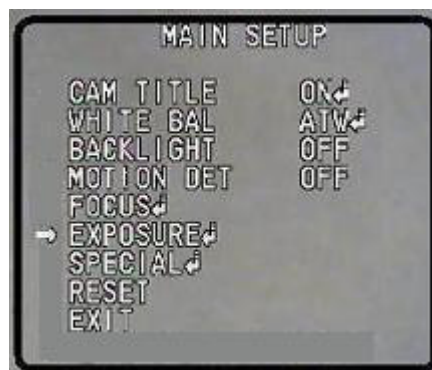 MAIN SETUP
CAM TITLE ON↲
WHITE BAL ATW↲
BACKLIGHT OFF
MOTION DET OFF
FOCUS↲
→ EXPOSURE↲
SPECIAL↲
RESET
EXIT